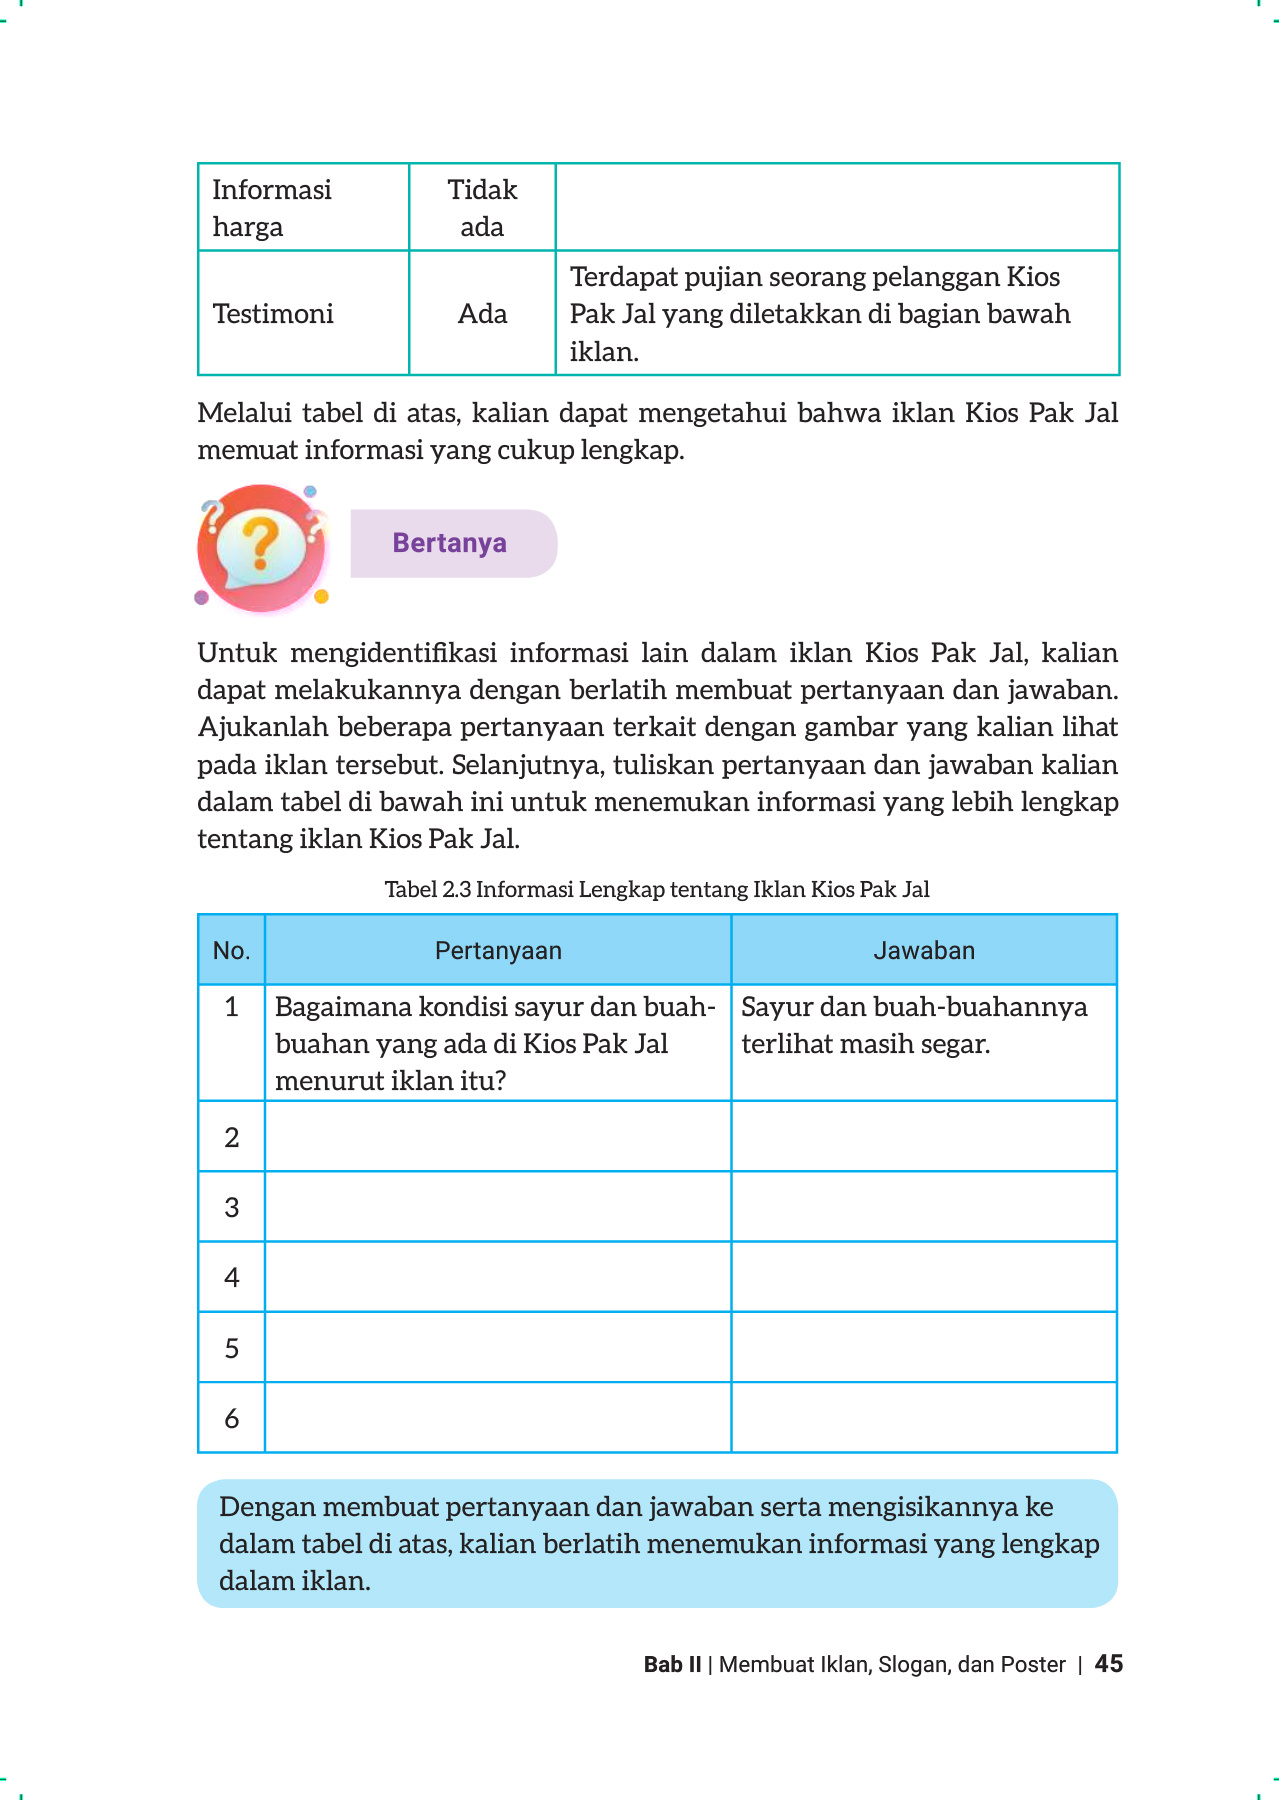 Informasi
harga
Tidak
ada
Testimoni
Ada
Terdapat pujian seorang pelanggan Kios
Pak Jal yang diletakkan di bagian bawah
iklan.
Melalui tabel di atas, kalian dapat mengetahui bahwa iklan Kios Pak Jal
memuat informasi yang cukup lengkap.
? ? ?
Bertanya
Untuk mengidentifikasi informasi lain dalam iklan Kios Pak Jal, kalian
dapat melakukannya dengan berlatih membuat pertanyaan dan jawaban.
Ajukanlah beberapa pertanyaan terkait dengan gambar yang kalian lihat
pada iklan tersebut. Selanjutnya, tuliskan pertanyaan dan jawaban kalian
dalam tabel di bawah ini untuk menemukan informasi yang lebih lengkap
tentang iklan Kios Pak Jal.
Tabel 2.3 Informasi Lengkap tentang Iklan Kios Pak Jal
No. Pertanyaan Jawaban
1
Bagaimana kondisi sayur dan buah-
buahan yang ada di Kios Pak Jal
menurut iklan itu?
Sayur dan buah-buahannya
terlihat masih segar.
2
3
4
5
6
Dengan membuat pertanyaan dan jawaban serta mengisikannya ke
dalam tabel di atas, kalian berlatih menemukan informasi yang lengkap
dalam iklan.
Bab II | Membuat Iklan, Slogan, dan Poster | 45